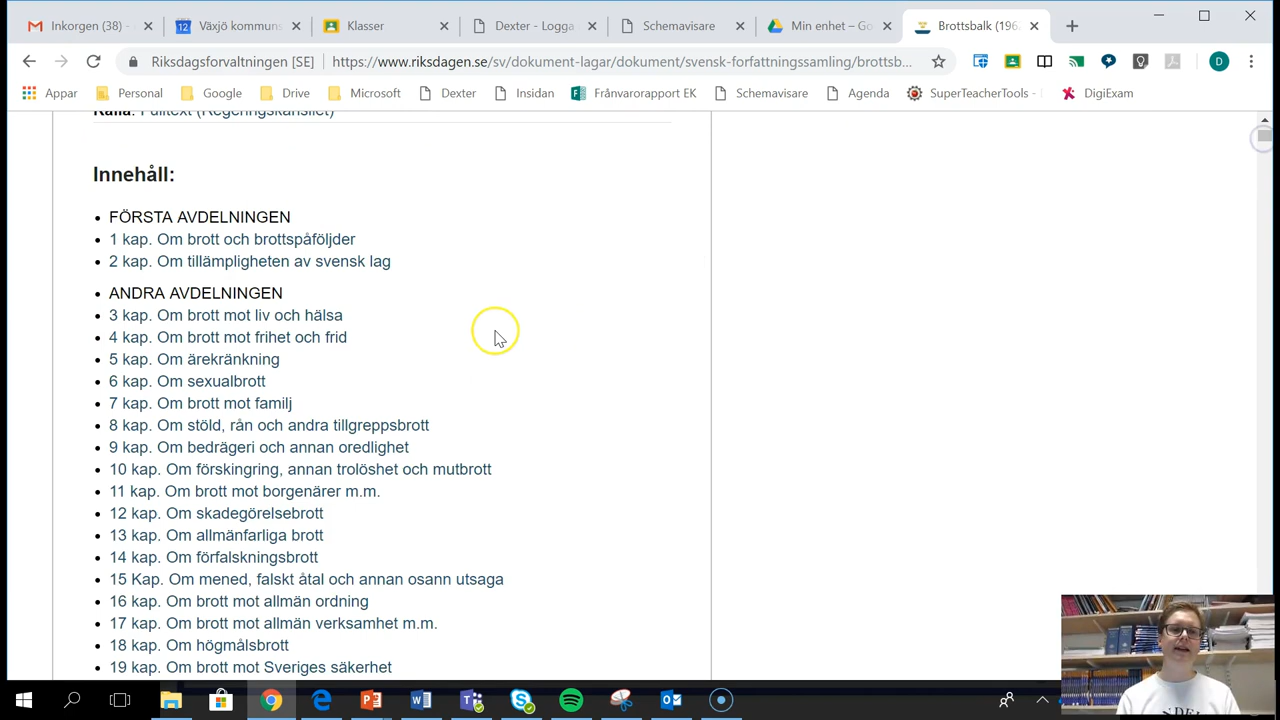 Inkorgen (38) - Växjö kommuns Klasser Dexter - Logga Schemavisare Min enhet – Go Brottsbalk (196
Riksdagsforvaltningen [SE] https://www.riksdagen.se/sv/dokument-lagar/dokument/svensk-forfattningssamling/brottsb... D
Appar Personal Google Drive Microsoft Dexter Insidan Frånvarorapport EK Schemavisare Agenda SuperTeacherTools - DigiExam
Källa: Fulltext (Regeringskansliet)
Innehåll:
FÖRSTA AVDELNINGEN
1 kap. Om brott och brottspåföljder
2 kap. Om tillämpligheten av svensk lag
ANDRA AVDELNINGEN
3 kap. Om brott mot liv och hälsa
4 kap. Om brott mot frihet och frid
5 kap. Om ärekränkning
6 kap. Om sexualbrott
7 kap. Om brott mot familj
8 kap. Om stöld, rån och andra tillgreppsbrott
9 kap. Om bedrägeri och annan oredlighet
10 kap. Om förskingring, annan trolöshet och mutbrott
11 kap. Om brott mot borgenärer m.m.
12 kap. Om skadegörelsebrott
13 kap. Om allmänfarliga brott
14 kap. Om förfalskningsbrott
15 Kap. Om mened, falskt åtal och annan osann utsaga
16 kap. Om brott mot allmän ordning
17 kap. Om brott mot allmän verksamhet m.m.
18 kap. Om högmålsbrott
19 kap. Om brott mot Sveriges säkerhet